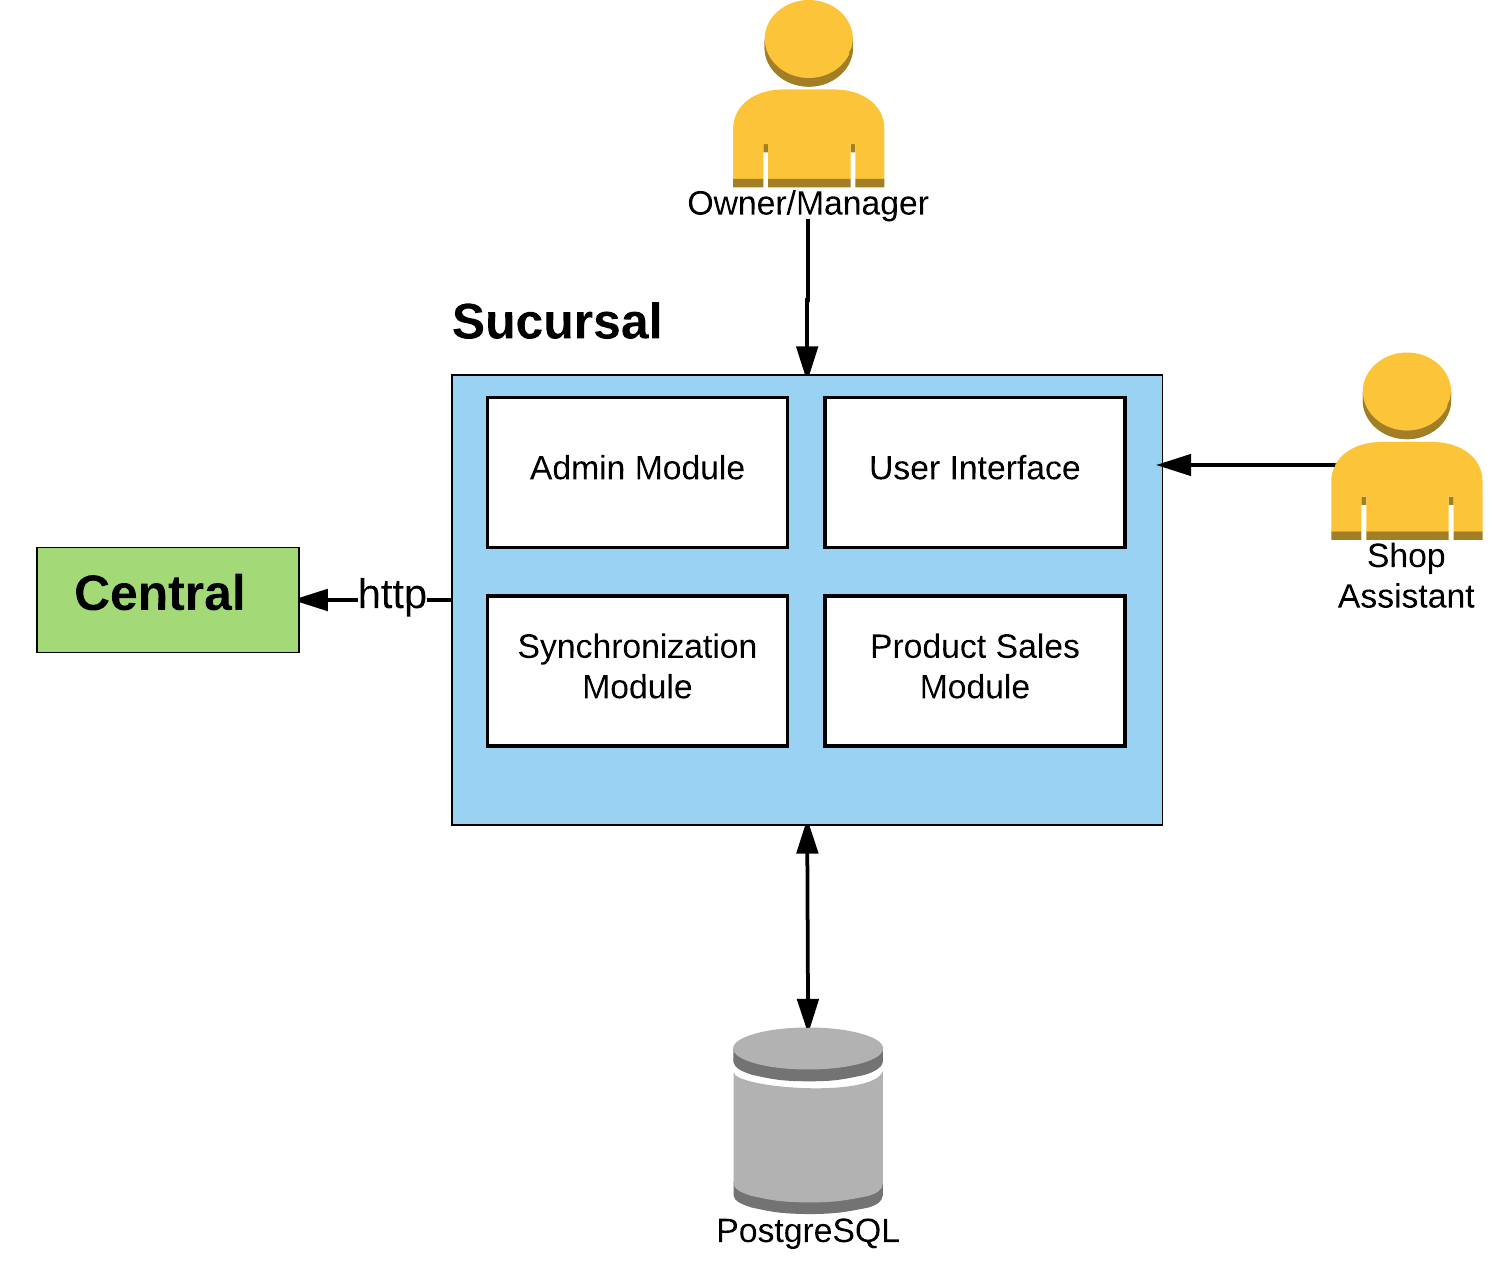 Owner/Manager
Sucursal
Admin Module
User Interface
Shop
Assistant
Central
http
Synchronization
Module
Product Sales
Module
PostgreSQL